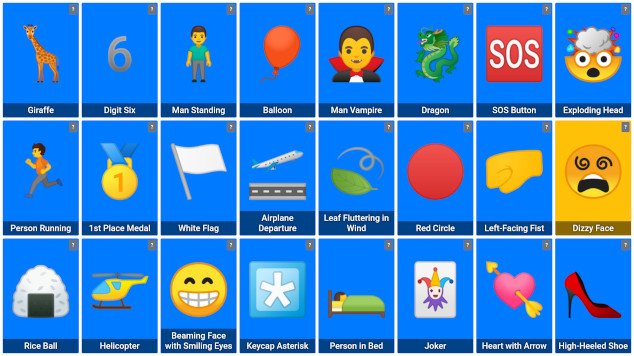 ?
?
?
?
?
?
?
?
6
SOS
Giraffe
Digit Six
Man Standing
Balloon
Man Vampire
Dragon
SOS Button
Exploding Head
?
?
?
?
?
?
?
?
1
Person Running
1st Place Medal
White Flag
Airplane
Departure
Leaf Fluttering in
Wind
Red Circle
Left-Facing Fist
Dizzy Face
?
?
?
?
?
?
?
?
*
Rice Ball
Helicopter
Beaming Face
with Smiling Eyes
Keycap Asterisk
Person in Bed
Joker
Heart with Arrow
High-Heeled Shoe